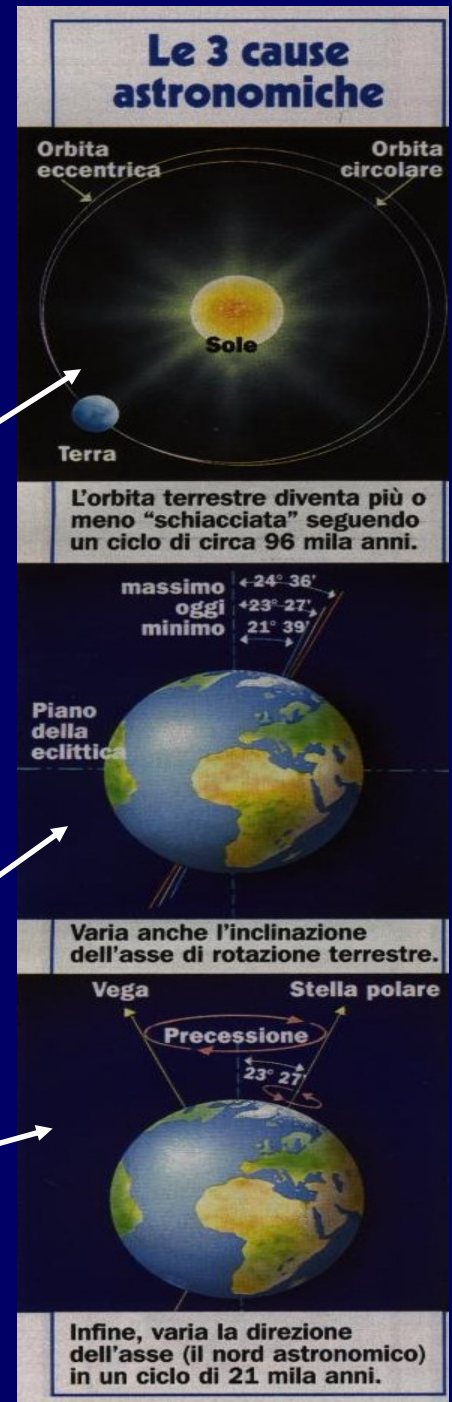 Le 3 cause
astronomiche
Orbita
eccentrica
Orbita
circolare
Sole
Terra
L'orbita terrestre diventa più o
meno "schiacciata" seguendo
un ciclo di circa 96 mila anni.
massimo 24° 36'
oggi 23° 27'
minimo 21° 39'
Piano
della
eclittica
Varia anche l'inclinazione
dell'asse di rotazione terrestre.
Vega
Stella polare
Precessione
23° 27'
Infine, varia la direzione
dell'asse (il nord astronomico)
in un ciclo di 21 mila anni.